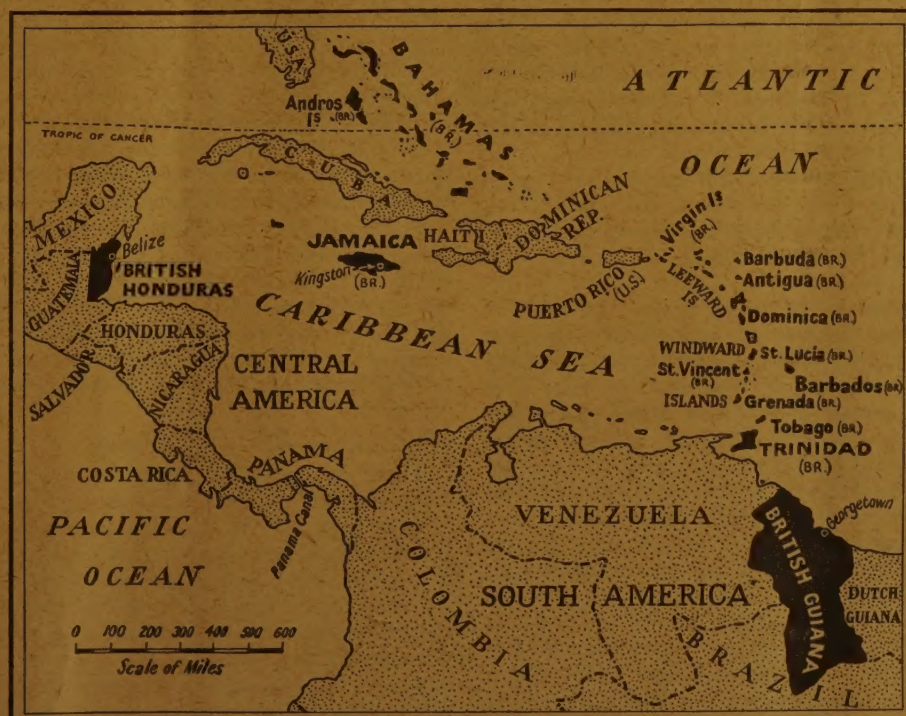 USA
BAHAMAS
(BR.)
ATLANTIC
OCEAN
Andros
Is (BR.)
TROPIC OF CANCER
CUBA
MEXICO
Belize
BRITISH
HONDURAS
GUATEMALA
JAMAICA
Kingston
(BR.)
HAITI
DOMINICAN
REP.
Virgin Is
(BR.)
PUERTO RICO
(U.S.)
LEEWARD
IS
Barbuda (BR.)
Antigua (BR.)
Dominica (BR.)
WINDWARD
ISLANDS
St. Lucia (BR.)
St. Vincent
(BR.)
Barbados (BR)
Grenada (BR)
Tobago (BR)
TRINIDAD
(BR.)
CARIBBEAN SEA
HONDURAS
SALVADOR
NICARAGUA
CENTRAL
AMERICA
COSTA RICA
PANAMA
Panama Canal
PACIFIC
OCEAN
VENEZUELA
COLOMBIA
SOUTH AMERICA
BRITISH GUIANA
Georgetown
DUTCH
GUIANA
BRAZIL
0 100 200 300 400 500 600
Scale of Miles